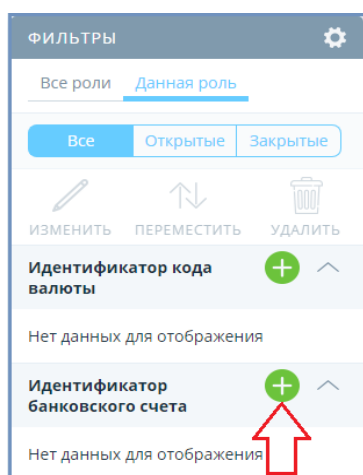 ФИЛЬТРЫ
Все роли Данная роль
Все Открытые Закрытые
ИЗМЕНИТЬ ПЕРЕМЕСТИТЬ УДАЛИТЬ
Идентификатор кода
валюты
Нет данных для отображения
Идентификатор
банковского счета
Нет данных для отображения